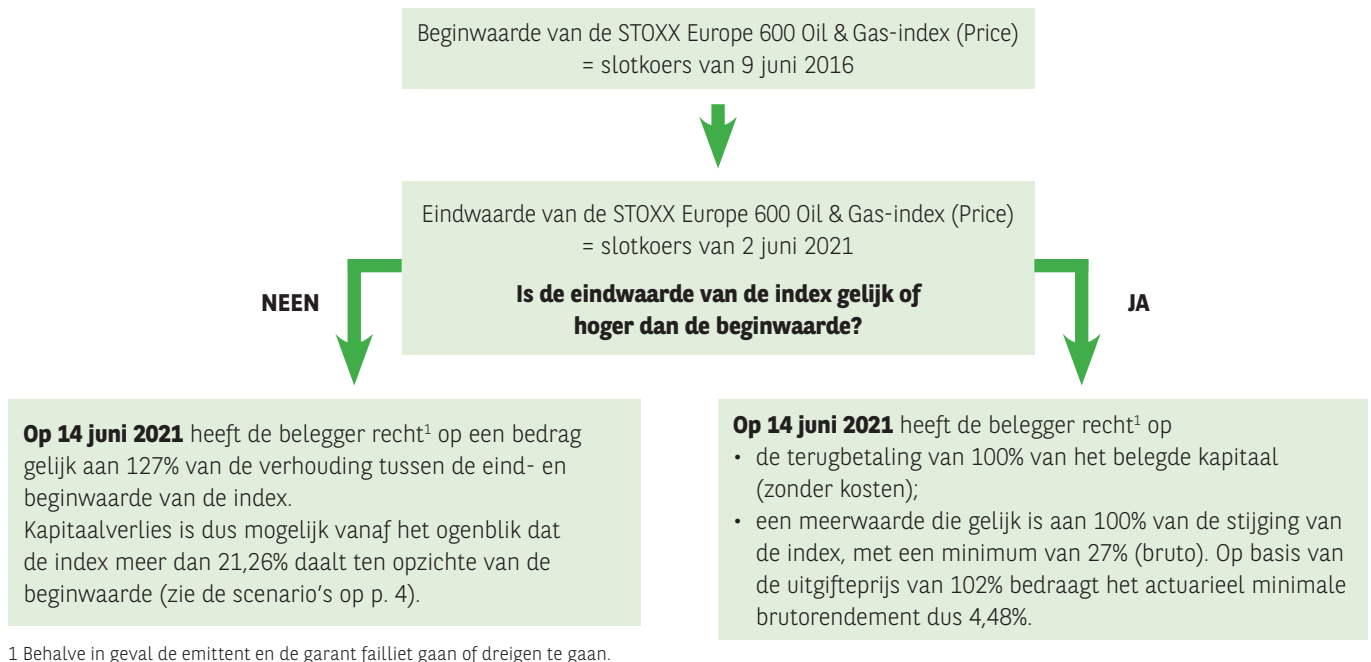 Beginwaarde van de STOXX Europe 600 Oil & Gas-index (Price)
= slotkoers van 9 juni 2016
Eindwaarde van de STOXX Europe 600 Oil & Gas-index (Price)
= slotkoers van 2 juni 2021
Is de eindwaarde van de index gelijk of
hoger dan de beginwaarde?
NEEN
JA
Op 14 juni 2021 heeft de belegger recht¹ op een bedrag
gelijk aan 127% van de verhouding tussen de eind- en
beginwaarde van de index.
Kapitaalverlies is dus mogelijk vanaf het ogenblik dat
de index meer dan 21,26% daalt ten opzichte van de
beginwaarde (zie de scenario's op p. 4).
Op 14 juni 2021 heeft de belegger recht¹ op
• de terugbetaling van 100% van het belegde kapitaal
(zonder kosten);
• een meerwaarde die gelijk is aan 100% van de stijging van
de index, met een minimum van 27% (bruto). Op basis van
de uitgifteprijs van 102% bedraagt het actuarieel minimale
brutorendement dus 4,48%.
1 Behalve in geval de emittent en de garant failliet gaan of dreigen te gaan.